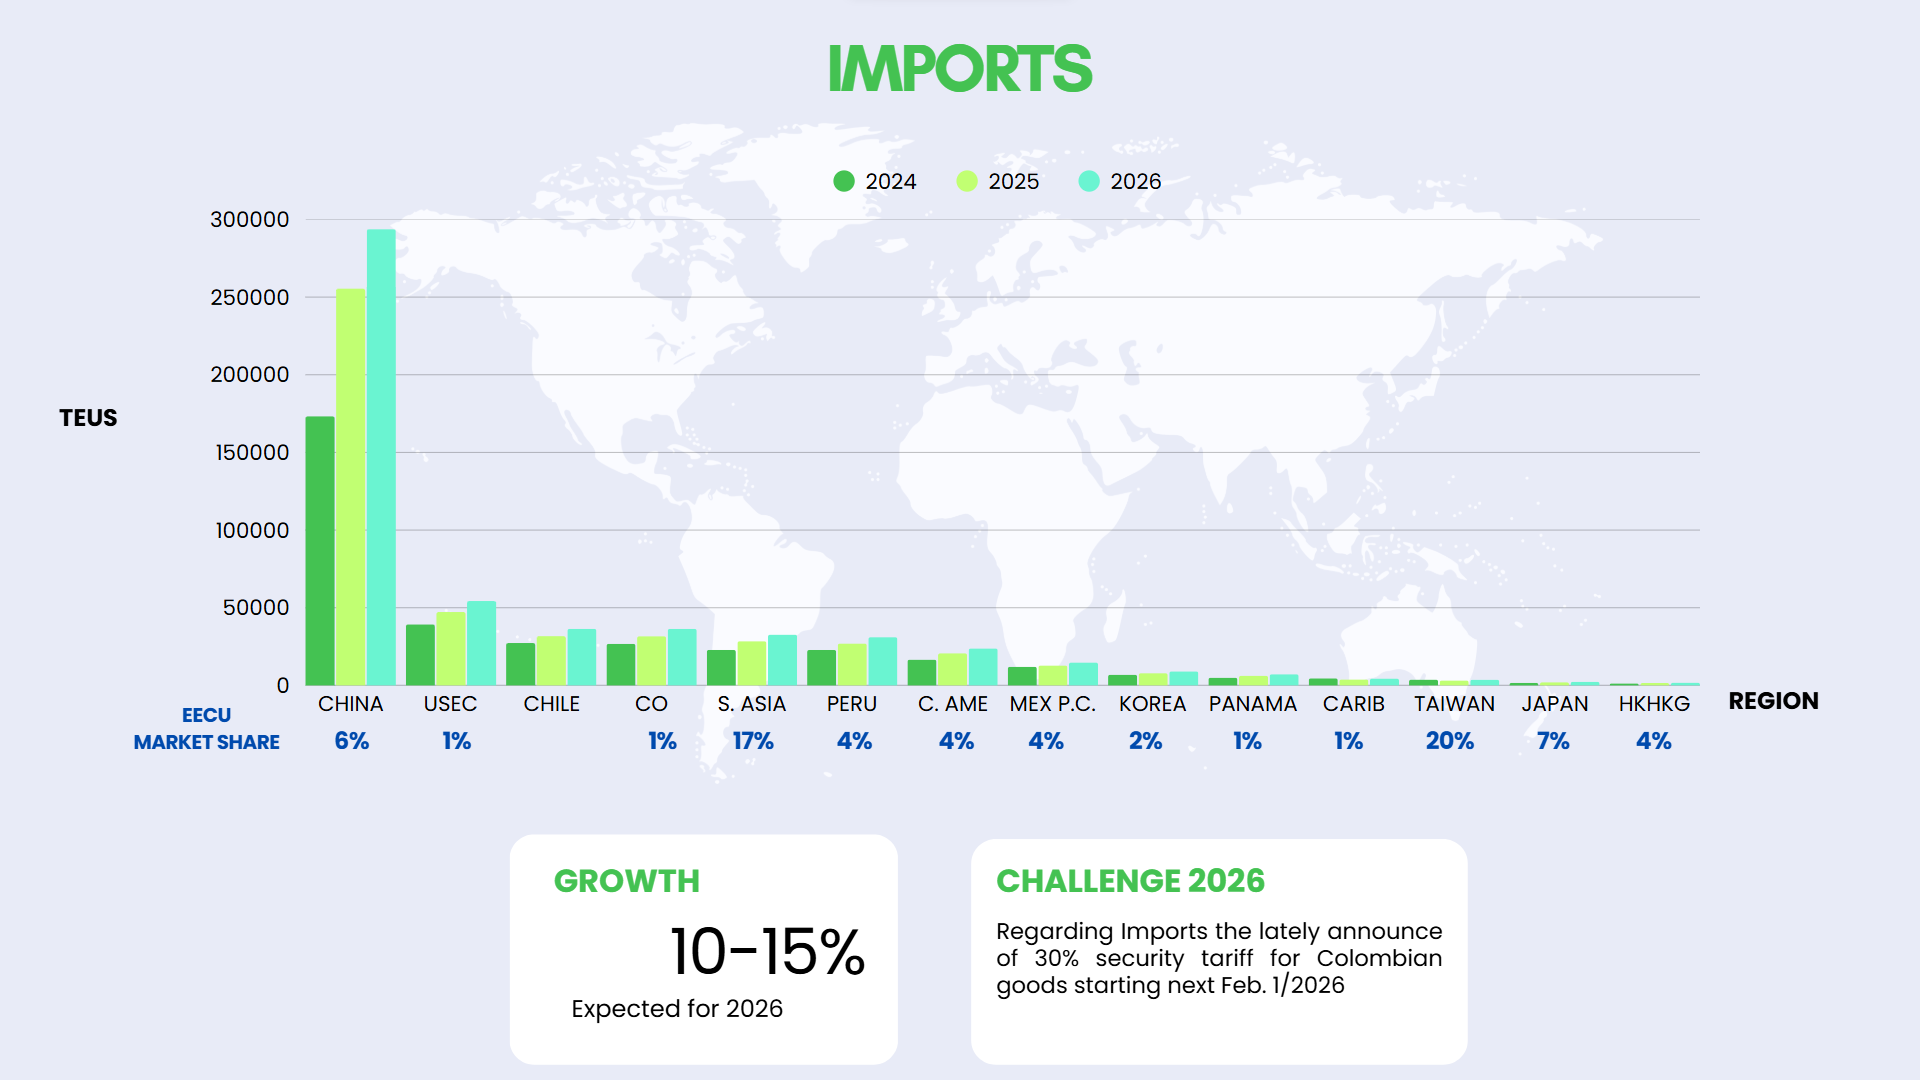 IMPORTS
2024 2025 2026
300000
250000
200000
TEUS
150000
100000
50000
0
CHINA USEC CHILE CO S. ASIA PERU C. AME MEX P.C. KOREA PANAMA CARIB TAIWAN JAPAN HKHKG REGION
EECU
MARKET SHARE 6% 1% 1% 17% 4% 4% 4% 2% 1% 1% 20% 7% 4%
GROWTH
10-15%
Expected for 2026
CHALLENGE 2026
Regarding Imports the lately announce
of 30% security tariff for Colombian
goods starting next Feb. 1/2026